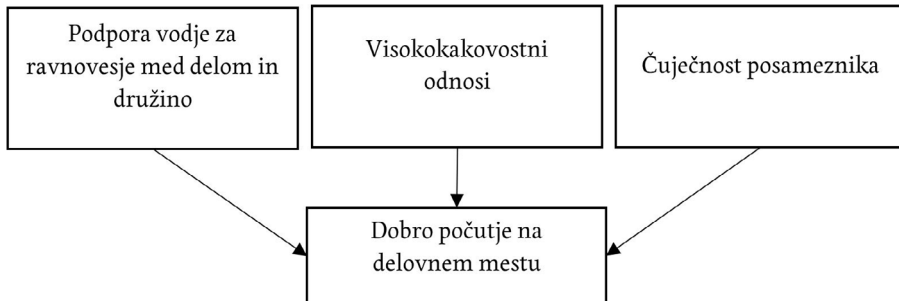 Podpora vodje za
ravnovesje med delom in
družino
Visokokakovostni
odnosi
Čuječnost posameznika
Dobro počutje na
delovnem mestu